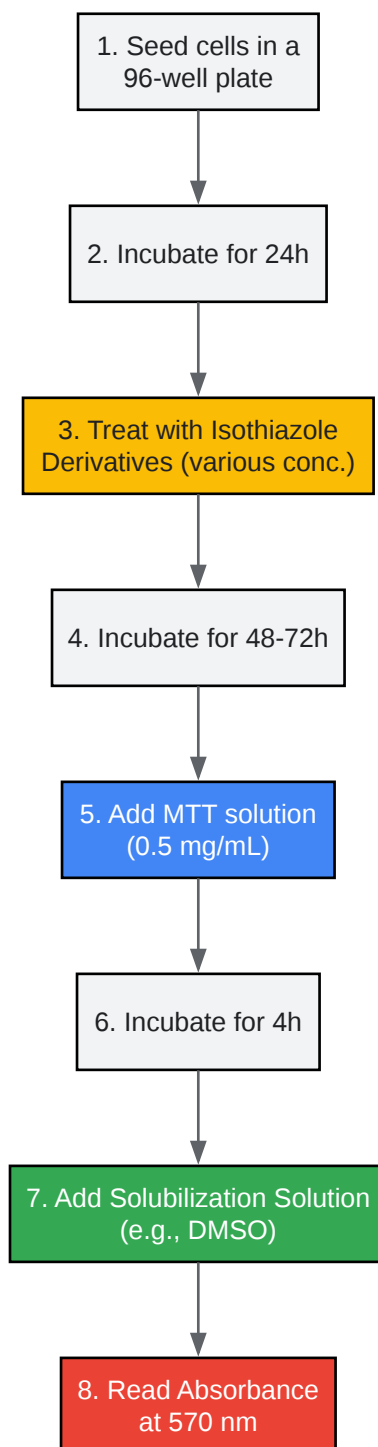 1. Seed cells in a
96-well plate
2. Incubate for 24h
3. Treat with Isothiazole
Derivatives (various conc.)
4. Incubate for 48-72h
5. Add MTT solution
(0.5 mg/mL)
6. Incubate for 4h
7. Add Solubilization Solution
(e.g., DMSO)
8. Read Absorbance
at 570 nm